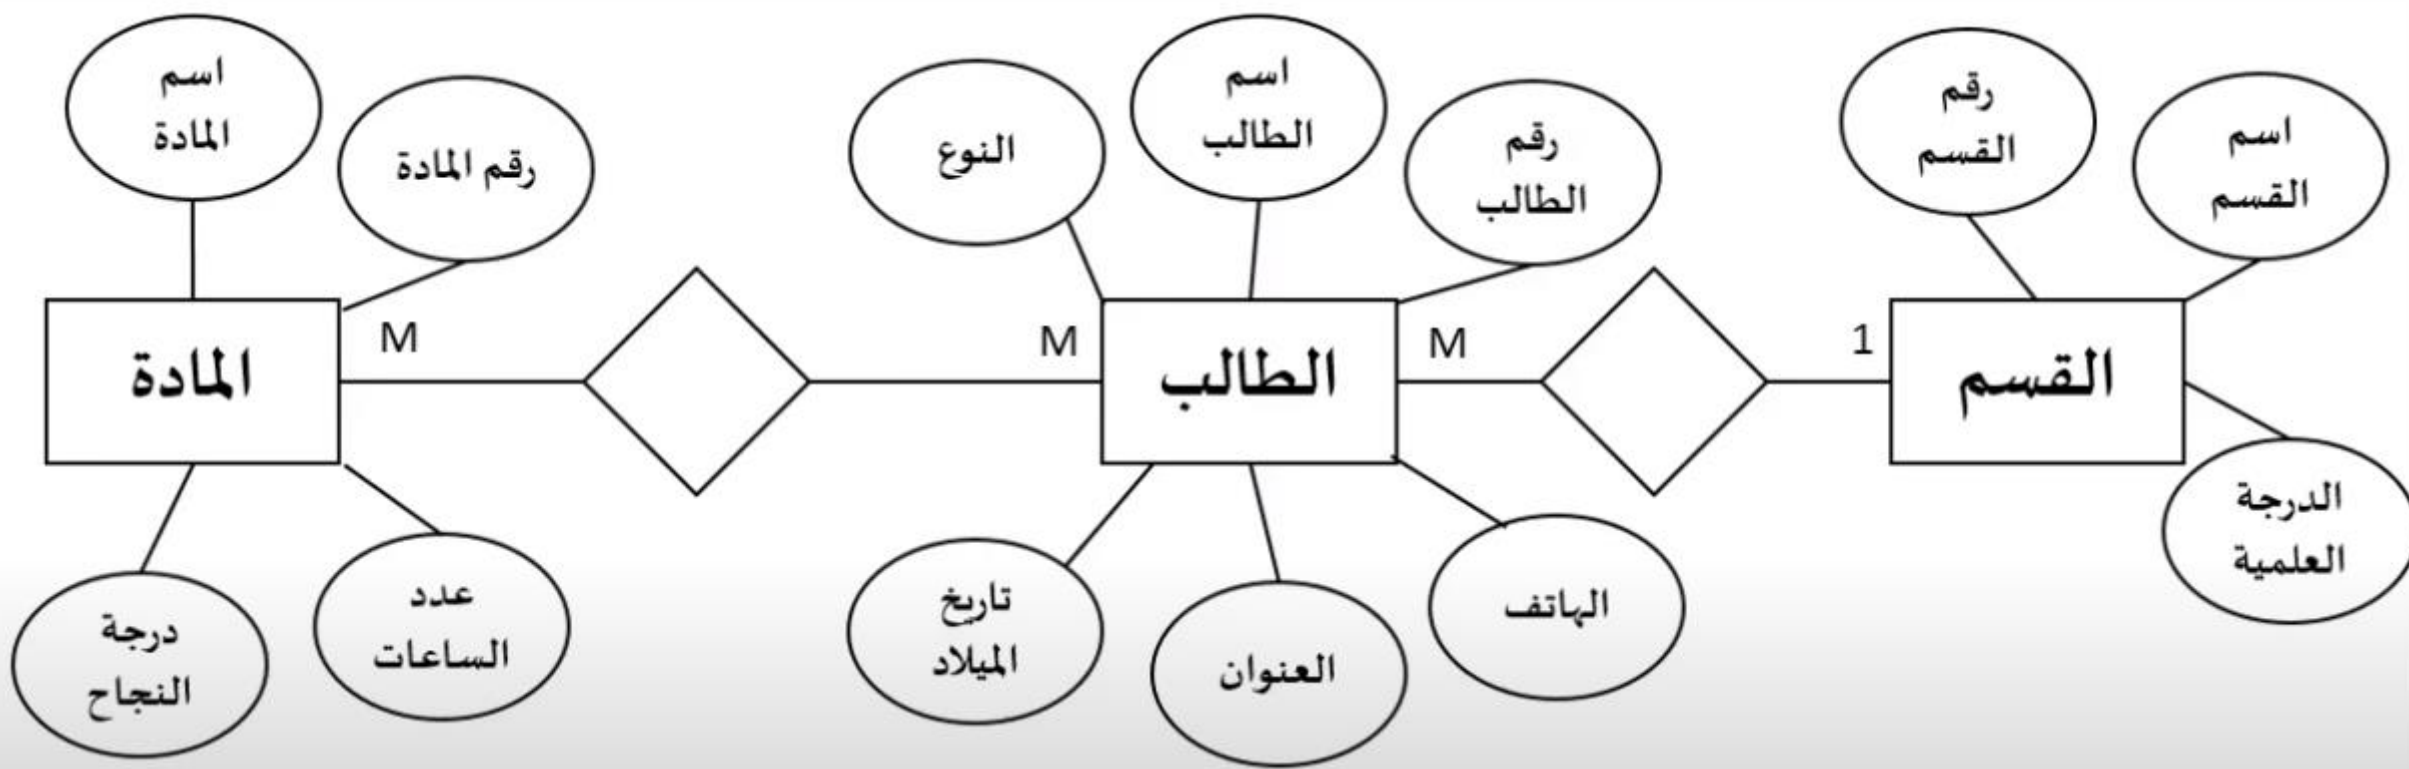 رقم
القسم
اسم
القسم
القسم
1
الدرجة
العلمية
النوع
اسم
الطالب
رقم
الطالب
M
الطالب
M
تاريخ
الميلاد
العنوان
الهاتف
اسم
المادة
رقم المادة
M
المادة
عدد
الساعات
درجة
النجاح